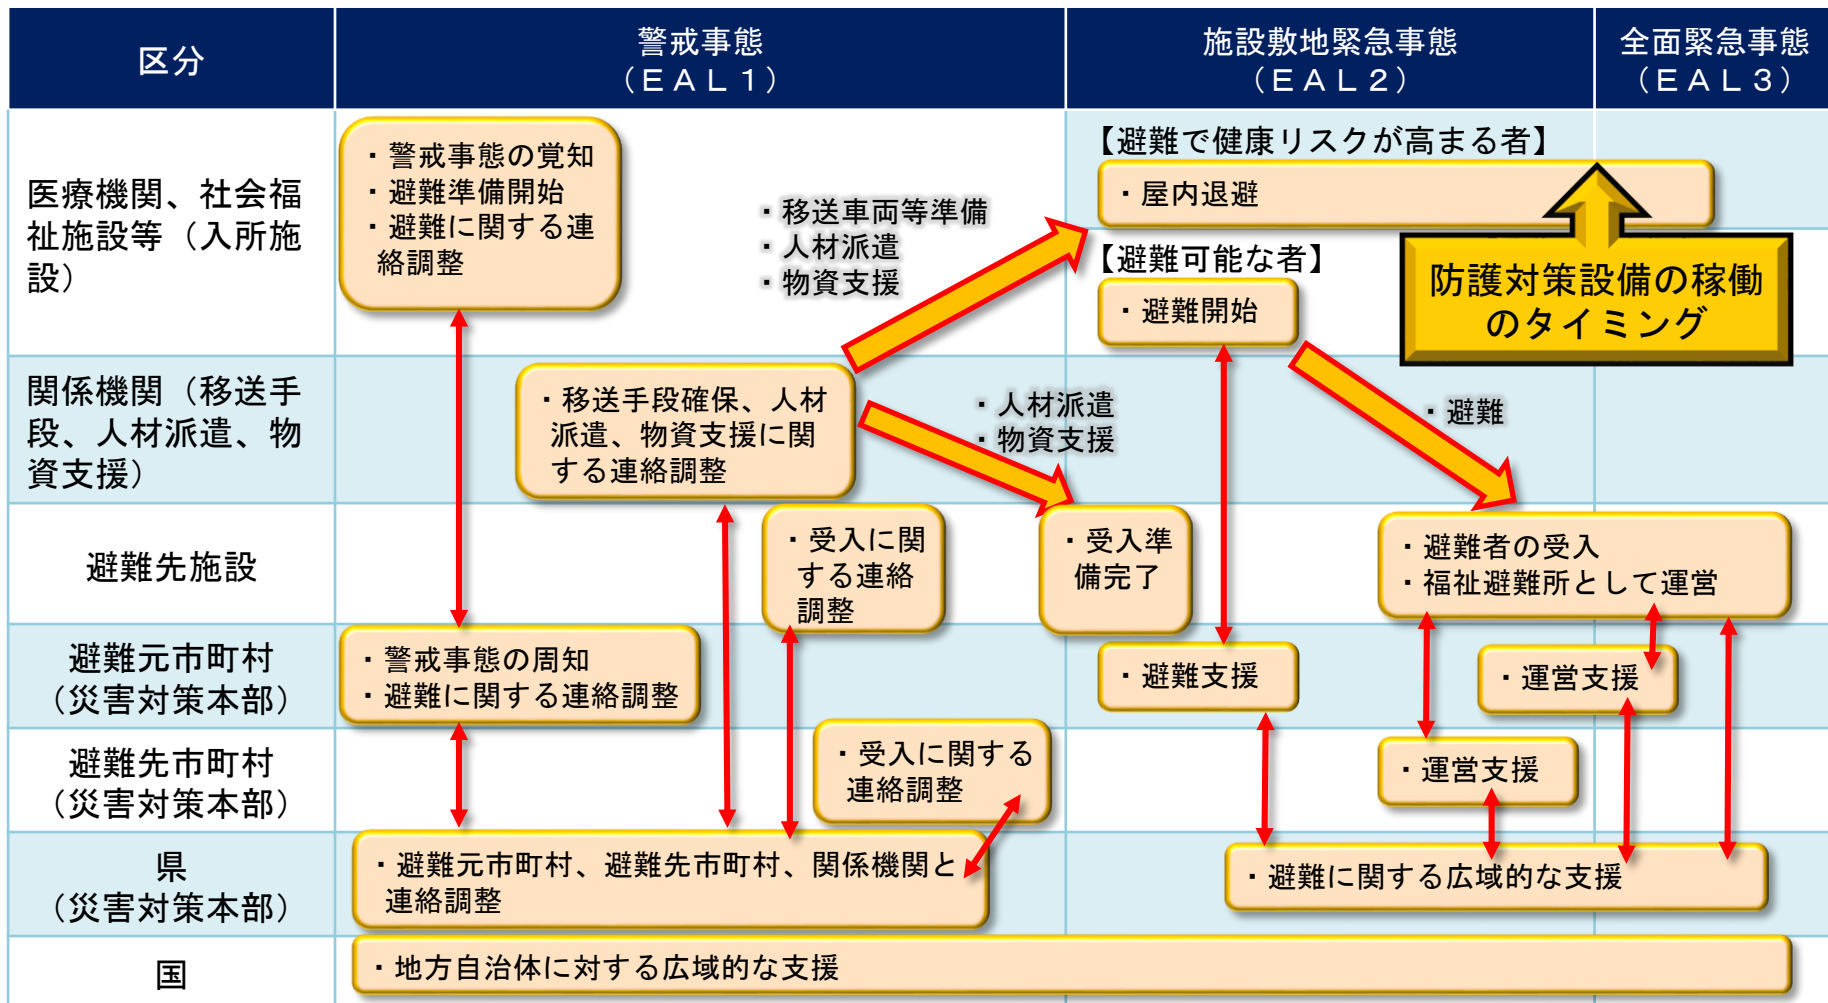 区分
警戒事態
（ＥＡＬ１）
施設敷地緊急事態
（ＥＡＬ２）
全面緊急事態
（ＥＡＬ３）
医療機関、社会福
祉施設等（入所施
設）
・警戒事態の覚知
・避難準備開始
・避難に関する連
絡調整
・移送車両等準備
・人材派遣
・物資支援
【避難で健康リスクが高まる者】
・屋内退避
【避難可能な者】
・避難開始
防護対策設備の稼働
のタイミング
関係機関（移送手
段、人材派遣、物
資支援）
・移送手段確保、人材
派遣、物資支援に関
する連絡調整
・人材派遣
・物資支援
・避難
避難先施設
・受入に関
する連絡
調整
・受入準
備完了
・避難者の受入
・福祉避難所として運営
避難元市町村
（災害対策本部）
・警戒事態の周知
・避難に関する連絡調整
・避難支援
・運営支援
避難先市町村
（災害対策本部）
・受入に関する
連絡調整
・運営支援
県
（災害対策本部）
・避難元市町村、避難先市町村、関係機関と
連絡調整
・避難に関する広域的な支援
国
・地方自治体に対する広域的な支援